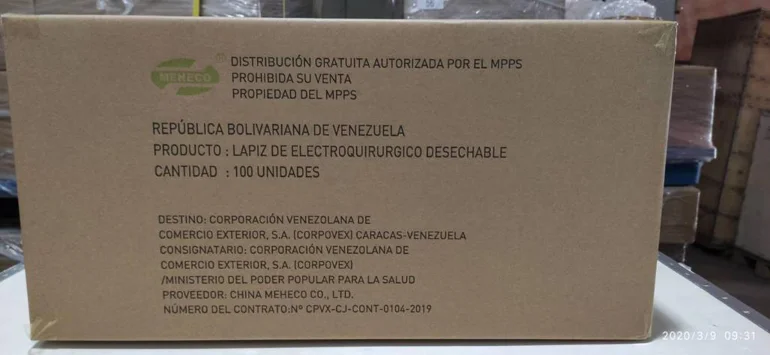 MEHECO
®
DISTRIBUCIÓN GRATUITA AUTORIZADA POR EL MPPS
PROHIBIDA SU VENTA
PROPIEDAD DEL MPPS
REPÚBLICA BOLIVARIANA DE VENEZUELA
PRODUCTO : LAPIZ DE ELECTROQUIRURGICO DESECHABLE
CANTIDAD : 100 UNIDADES
DESTINO: CORPORACIÓN VENEZOLANA DE
COMERCIO EXTERIOR, S.A. (CORPOVEX) CARACAS-VENEZUELA
CONSIGNATARIO: CORPORACIÓN VENEZOLANA DE
COMERCIO EXTERIOR, S.A. (CORPOVEX)
/MINISTERIO DEL PODER POPULAR PARA LA SALUD
PROVEEDOR: CHINA MEHECO CO., LTD.
NÚMERO DEL CONTRATO:Nº CPVX-CJ-CONT-0104-2019
2020/3/9 09:31